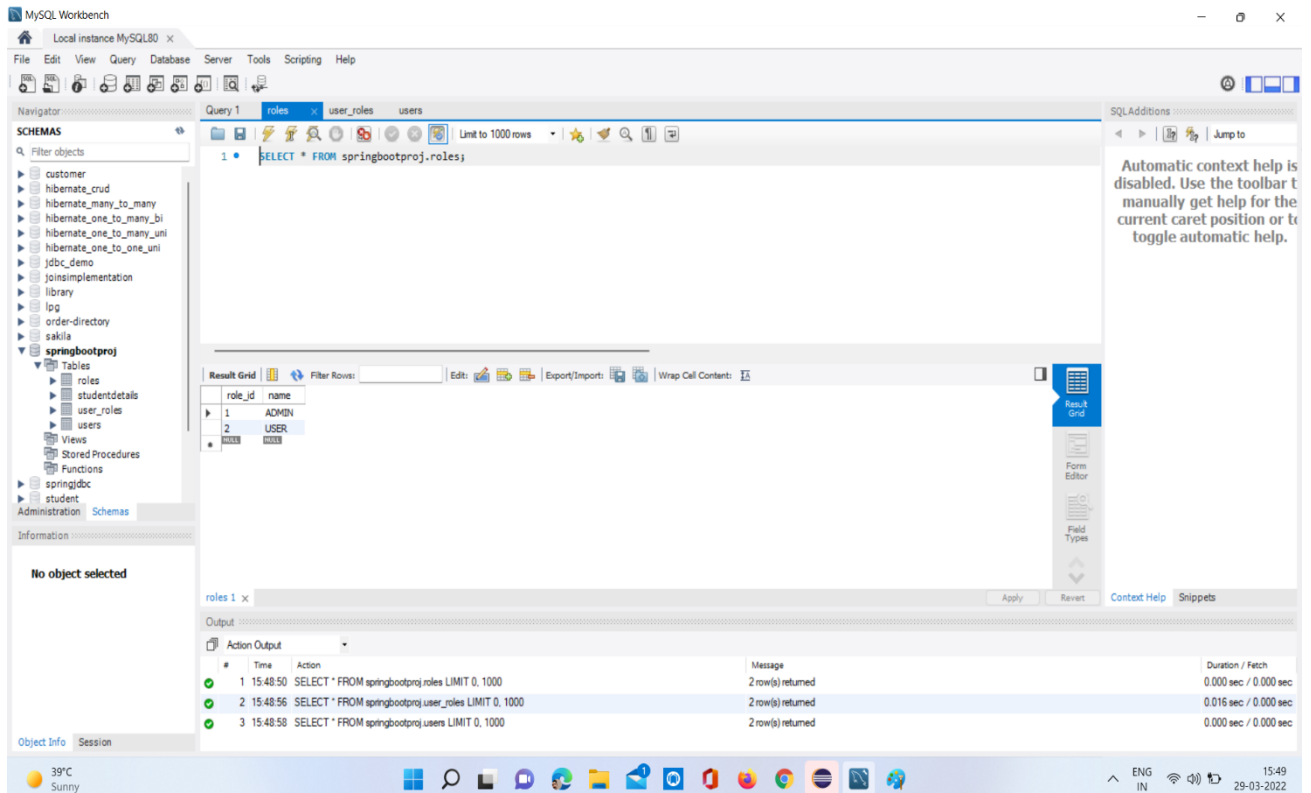 MySQL Workbench
Local instance MySQL80
File Edit View Query Database Server Tools Scripting Help
Navigator
SCHEMAS
Filter objects
customer
hibernate_crud
hibernate_many_to_many
hibernate_one_to_many_bi
hibernate_one_to_many_uni
hibernate_one_to_one_uni
jdbc_demo
joinsimplementation
library
lpg
order-directory
sakila
springbootproj
Tables
roles
studentdetails
user_roles
users
Views
Stored Procedures
Functions
springjdbc
student
Administration Schemas
Information
No object selected
Object Info Session
Query 1 roles user_roles users
Limit to 1000 rows
1 SELECT * FROM springbootproj.roles;
Result Grid Filter Rows: Edit: Export/Import: Wrap Cell Content:
role_id name
1 ADMIN
2 USER
NULL NULL
Result
Grid
Form
Editor
Field
Types
roles 1 Apply Revert
SQLAdditions
Jump to
Automatic context help is
disabled. Use the toolbar t
manually get help for the
current caret position or to
toggle automatic help.
Context Help Snippets
Output
Action Output
# Time Action Message Duration / Fetch
1 15:48:50 SELECT * FROM springbootproj.roles LIMIT 0, 1000 2 row(s) returned 0.000 sec / 0.000 sec
2 15:48:56 SELECT * FROM springbootproj.user_roles LIMIT 0, 1000 2 row(s) returned 0.016 sec / 0.000 sec
3 15:48:58 SELECT * FROM springbootproj.users LIMIT 0, 1000 2 row(s) returned 0.000 sec / 0.000 sec
39°C
Sunny
ENG
IN
15:49
29-03-2022